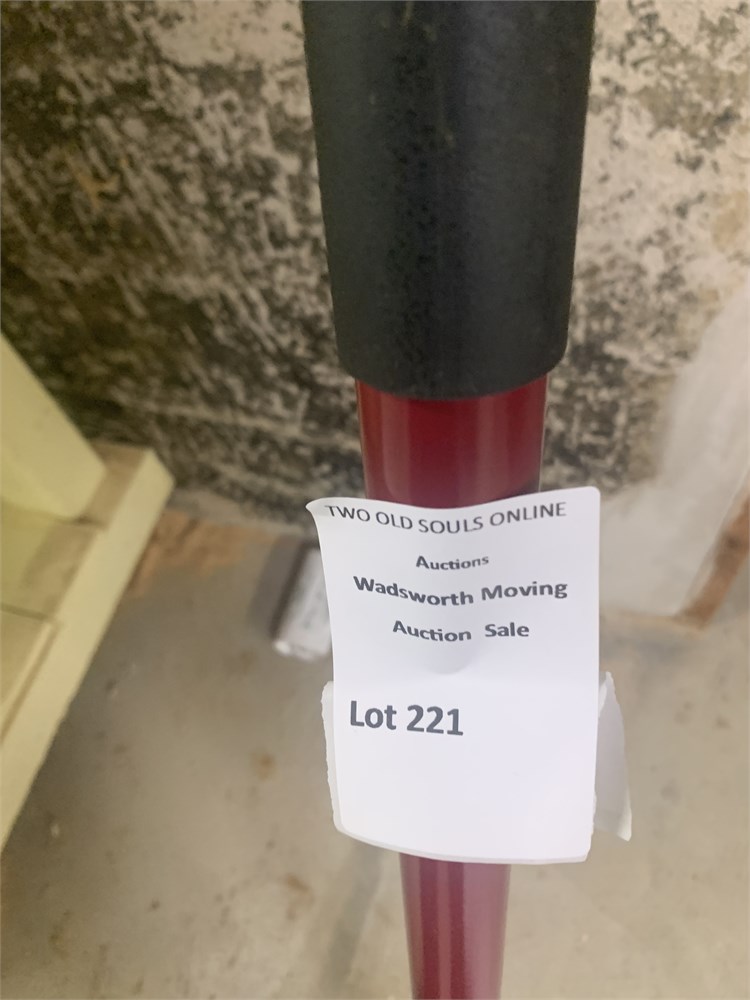 TWO OLD SOULS ONLINE
Auctions
Wadsworth Moving
Auction Sale
Lot 221